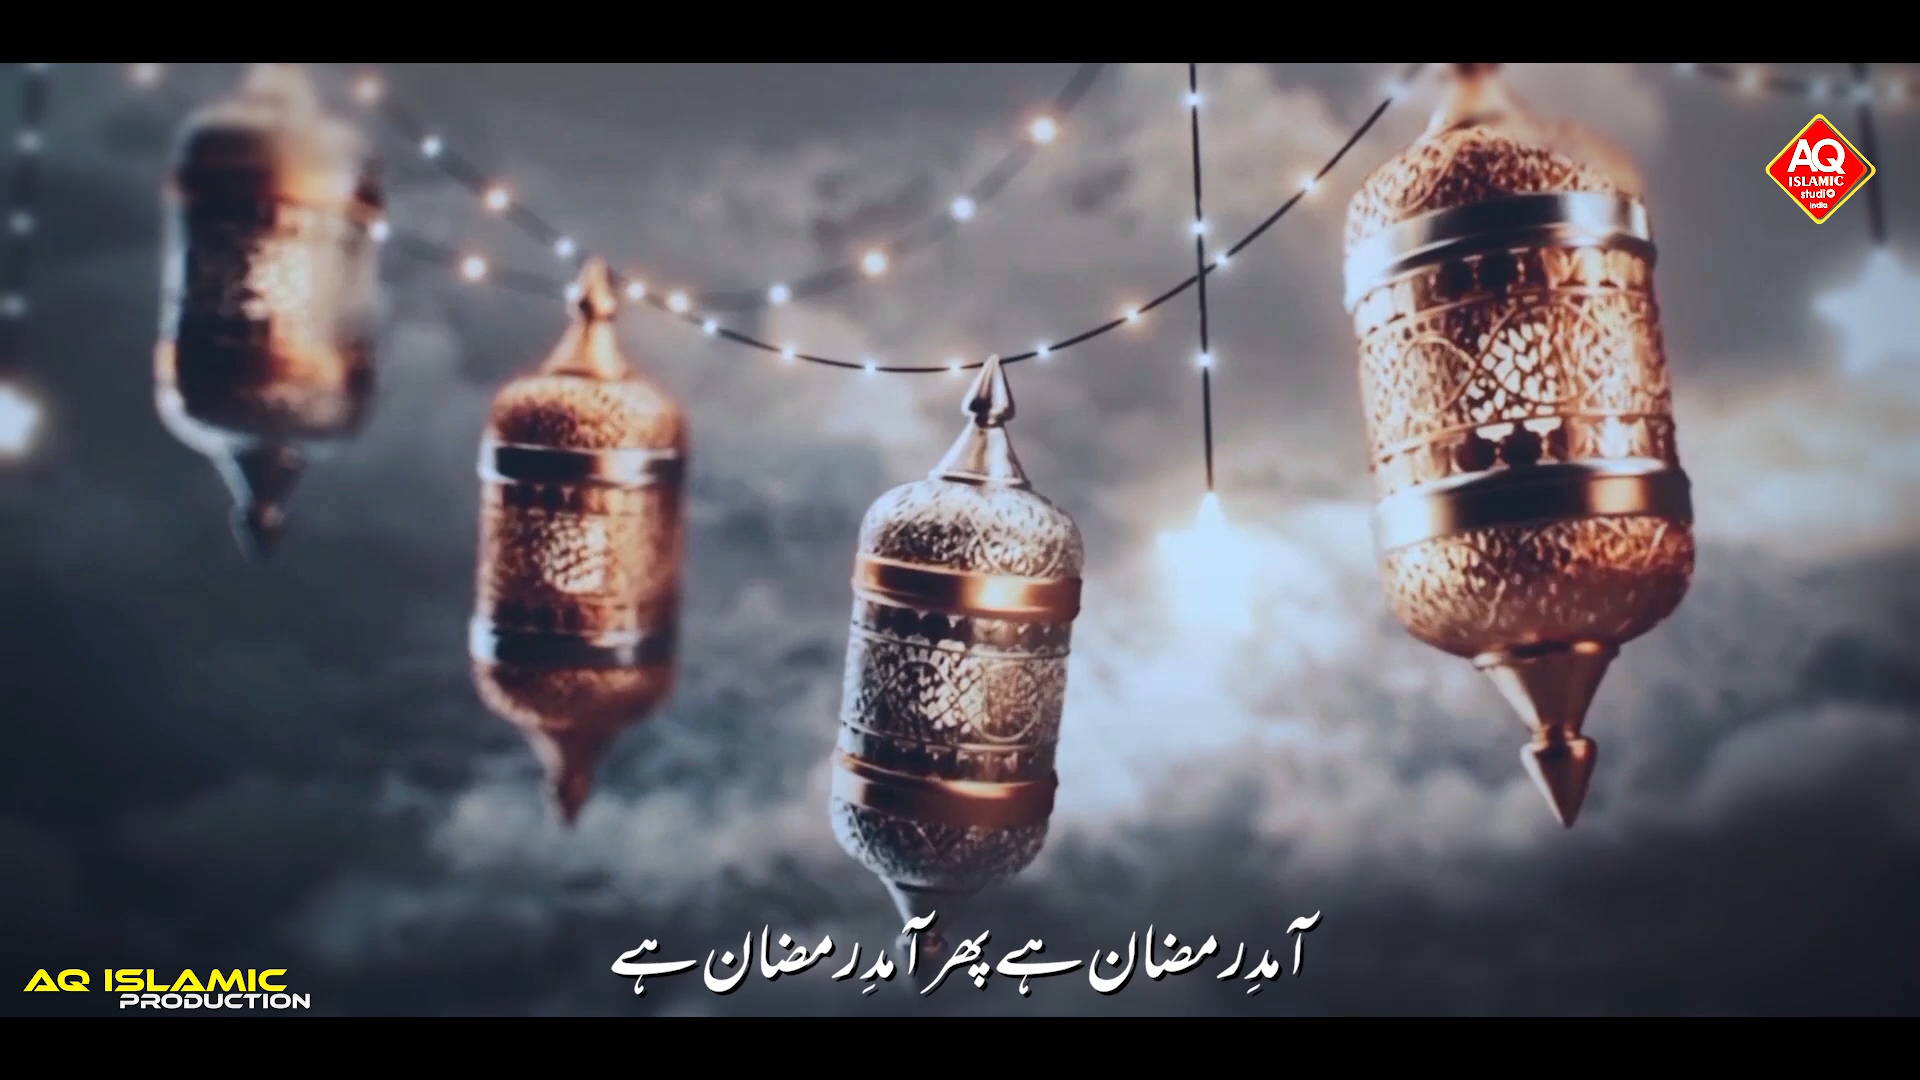 AQ
ISLAMIC
studio
india
آمدِ رمضان ہے پھر آمدِ رمضان ہے
AQ ISLAMIC
PRODUCTION